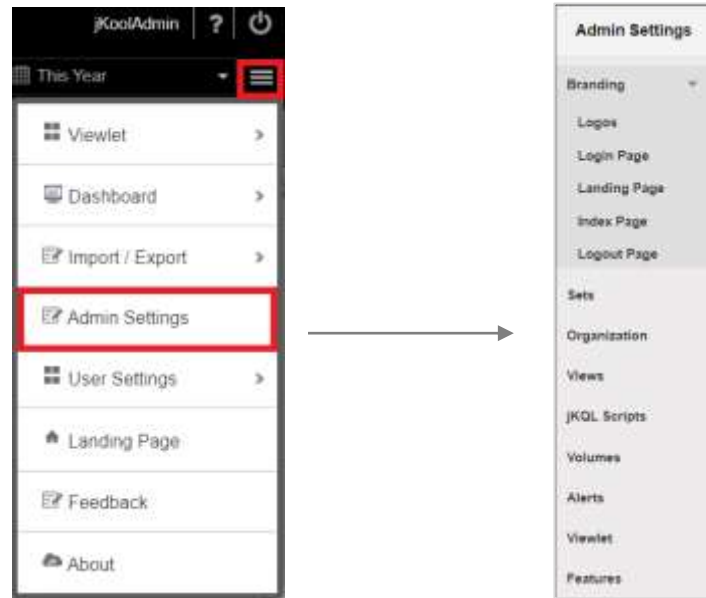 jKoolAdmin ?
This Year
Viewlet
Dashboard
Import / Export
Admin Settings
User Settings
Landing Page
Feedback
About
Admin Settings
Branding
Logos
Login Page
Landing Page
Index Page
Logout Page
Sets
Organization
Views
jKQL Scripts
Volumes
Alerts
Viewlet
Features